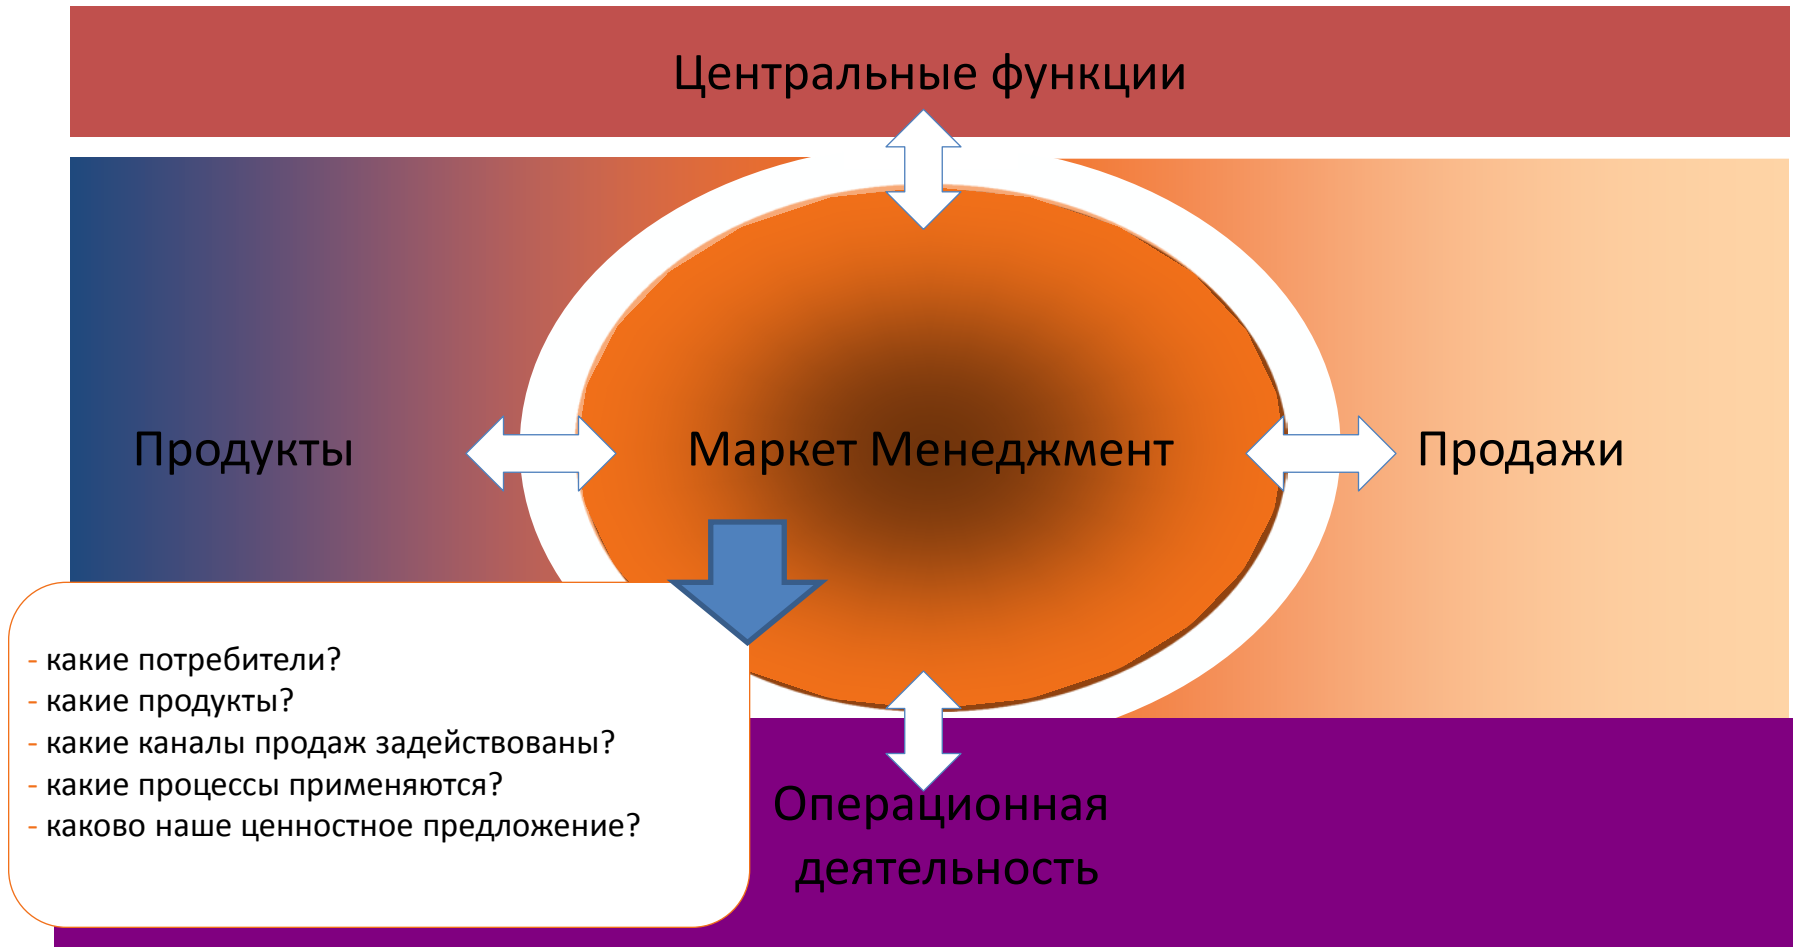 Центральные функции
Продукты
Маркет Менеджмент
Продажи
- какие потребители?
- какие продукты?
- какие каналы продаж задействованы?
- какие процессы применяются?
- каково наше ценностное предложение?
Операционная
деятельность